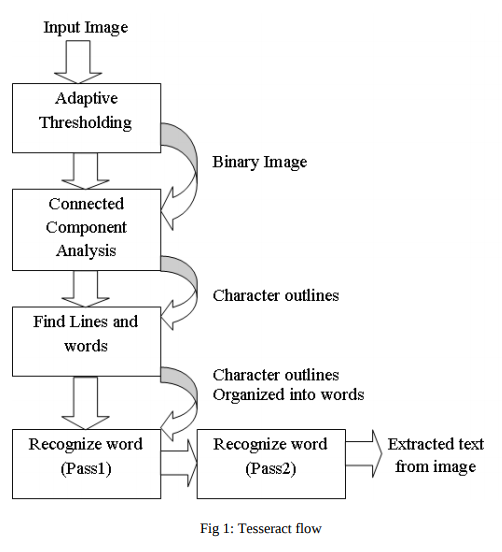 Input Image
Adaptive
Thresholding
Binary Image
Connected
Component
Analysis
Character outlines
Find Lines and
words
Character outlines
Organized into words
Recognize word
(Pass1)
Recognize word
(Pass2)
Extracted text
from image
Fig 1: Tesseract flow